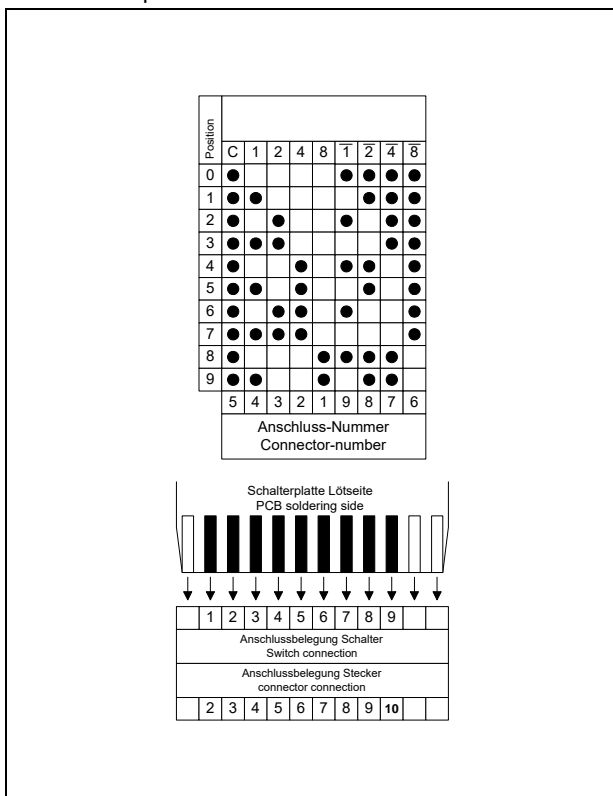 Position
C 1 2 4 8 1̅ 2̅ 4̅ 8̅
0 ● ● ● ● ●
1 ● ● ● ● ●
2 ● ● ● ● ●
3 ● ● ● ● ●
4 ● ● ● ● ●
5 ● ● ● ● ●
6 ● ● ● ● ●
7 ● ● ● ● ●
8 ● ● ● ● ●
9 ● ● ● ● ●
5 4 3 2 1 9 8 7 6
Anschluss-Nummer
Connector-number
Schalterplatte Lötseite
PCB soldering side
1 2 3 4 5 6 7 8 9
Anschlussbelegung Schalter
Switch connection
Anschlussbelegung Stecker
connector connection
2 3 4 5 6 7 8 9 10